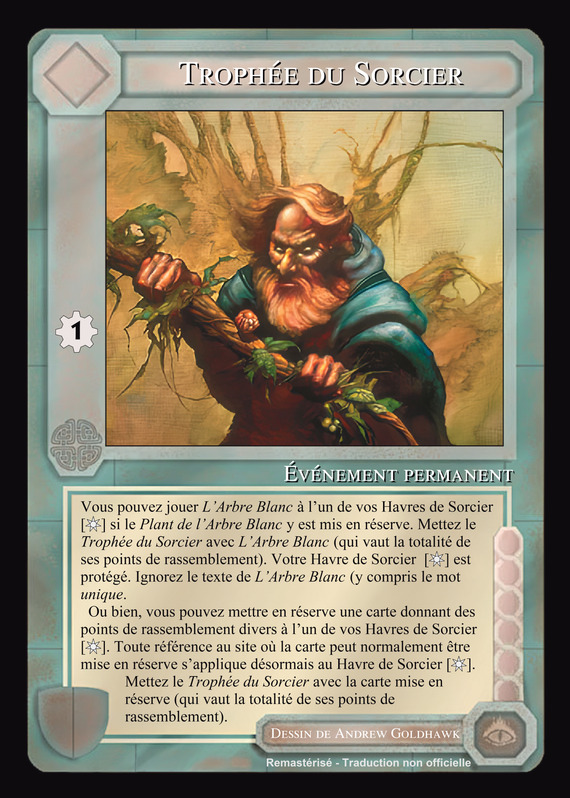 Trophée du Sorcier
1
Événement permanent
Vous pouvez jouer L'Arbre Blanc à l'un de vos Havres de Sorcier
[] si le Plant de l'Arbre Blanc y est mis en réserve. Mettez le
Trophée du Sorcier avec L'Arbre Blanc (qui vaut la totalité de
ses points de rassemblement). Votre Havre de Sorcier [] est
protégé. Ignorez le texte de L'Arbre Blanc (y compris le mot
unique.
Ou bien, vous pouvez mettre en réserve une carte donnant des
points de rassemblement divers à l'un de vos Havres de Sorcier
[]. Toute référence au site où la carte peut normalement être
mise en réserve s'applique désormais au Havre de Sorcier [].
Mettez le Trophée du Sorcier avec la carte mise en
réserve (qui vaut la totalité de ses points de
rassemblement).
Dessin de Andrew Goldhawk
Remastérisé - Traduction non officielle